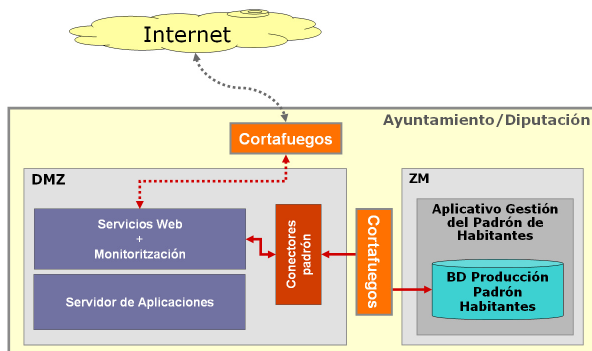 Internet
Ayuntamiento/Diputación
Cortafuegos
DMZ
Servicios Web
+
Monitoritzación
Servidor de Aplicaciones
Conectores
padrón
Cortafuegos
ZM
Aplicativo Gestión
del Padrón de
Habitantes
BD Producción
Padrón
Habitantes